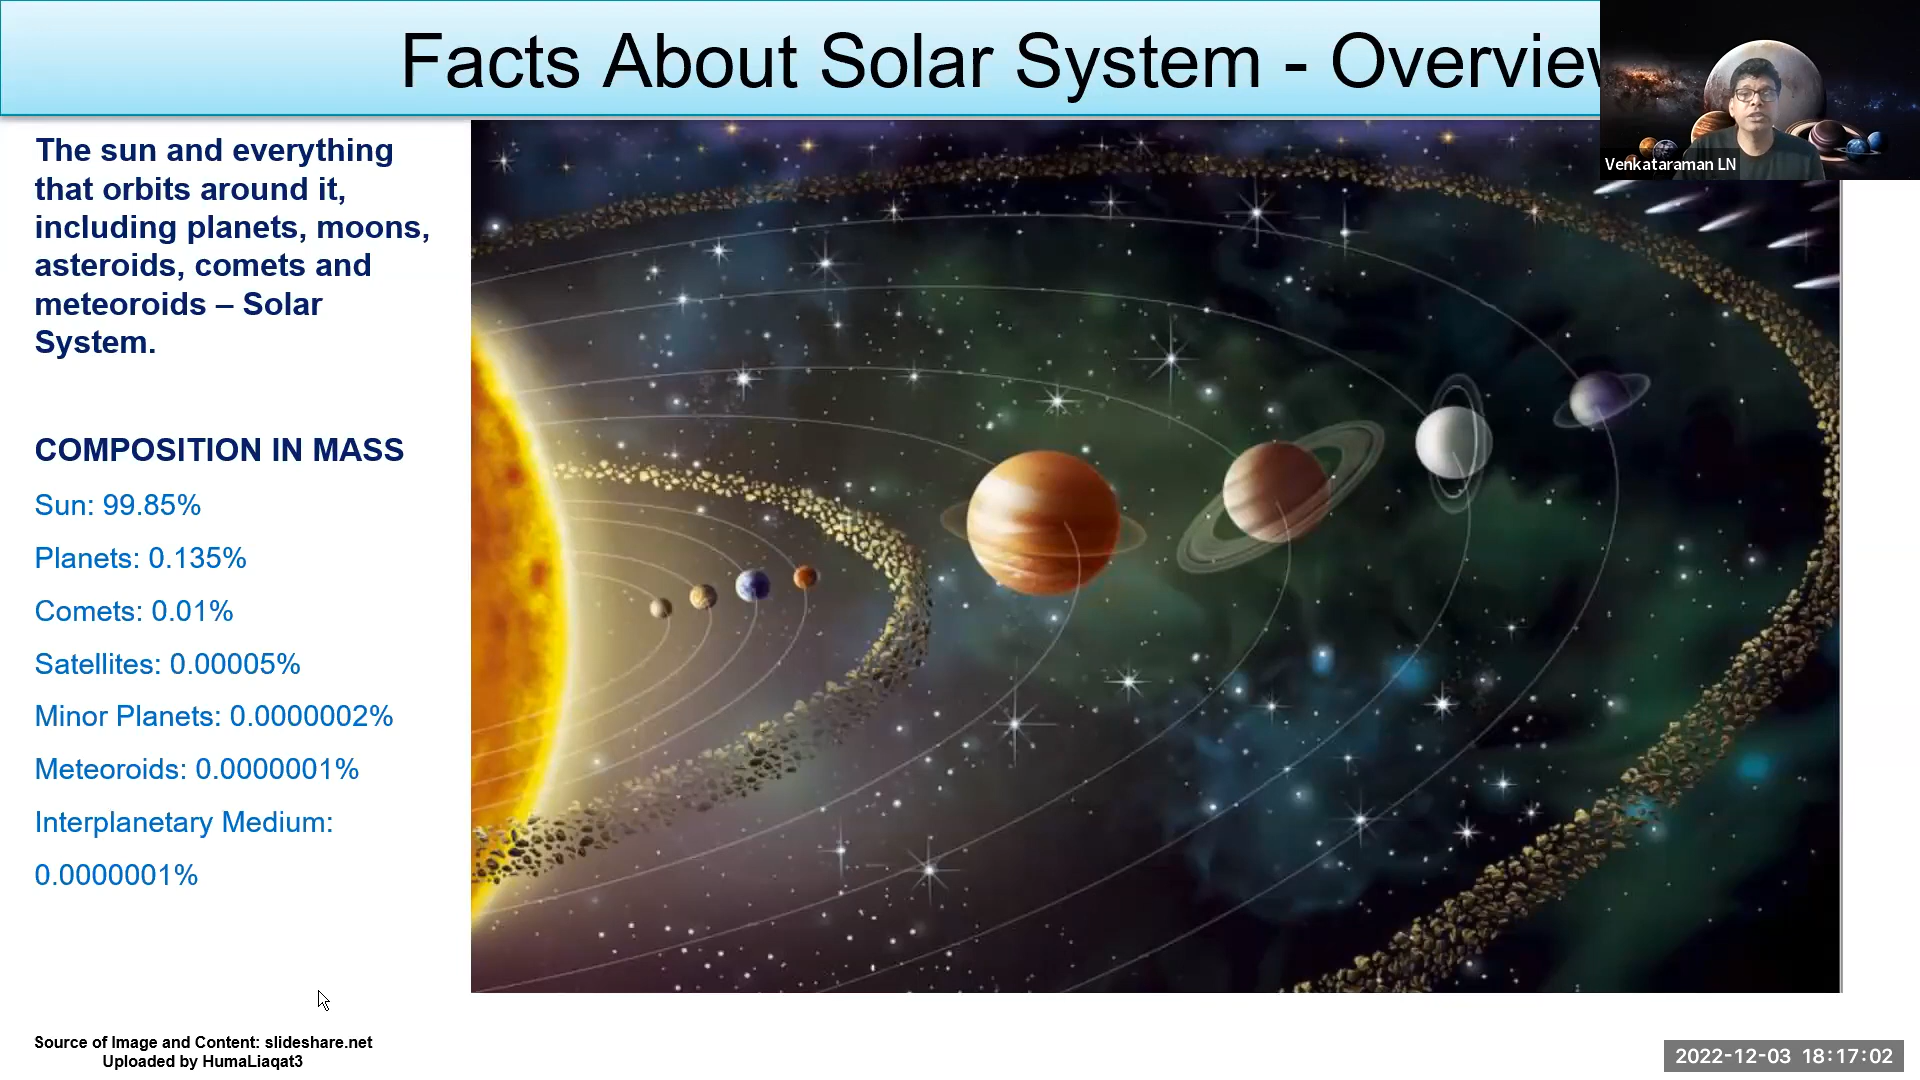 Facts About Solar System - Overview
Venkataraman LN
The sun and everything
that orbits around it,
including planets, moons,
asteroids, comets and
meteoroids – Solar
System.
COMPOSITION IN MASS
Sun: 99.85%
Planets: 0.135%
Comets: 0.01%
Satellites: 0.00005%
Minor Planets: 0.0000002%
Meteoroids: 0.0000001%
Interplanetary Medium:
0.0000001%
Source of Image and Content: slideshare.net
Uploaded by HumaLiaqat3
2022-12-03 18:17:02